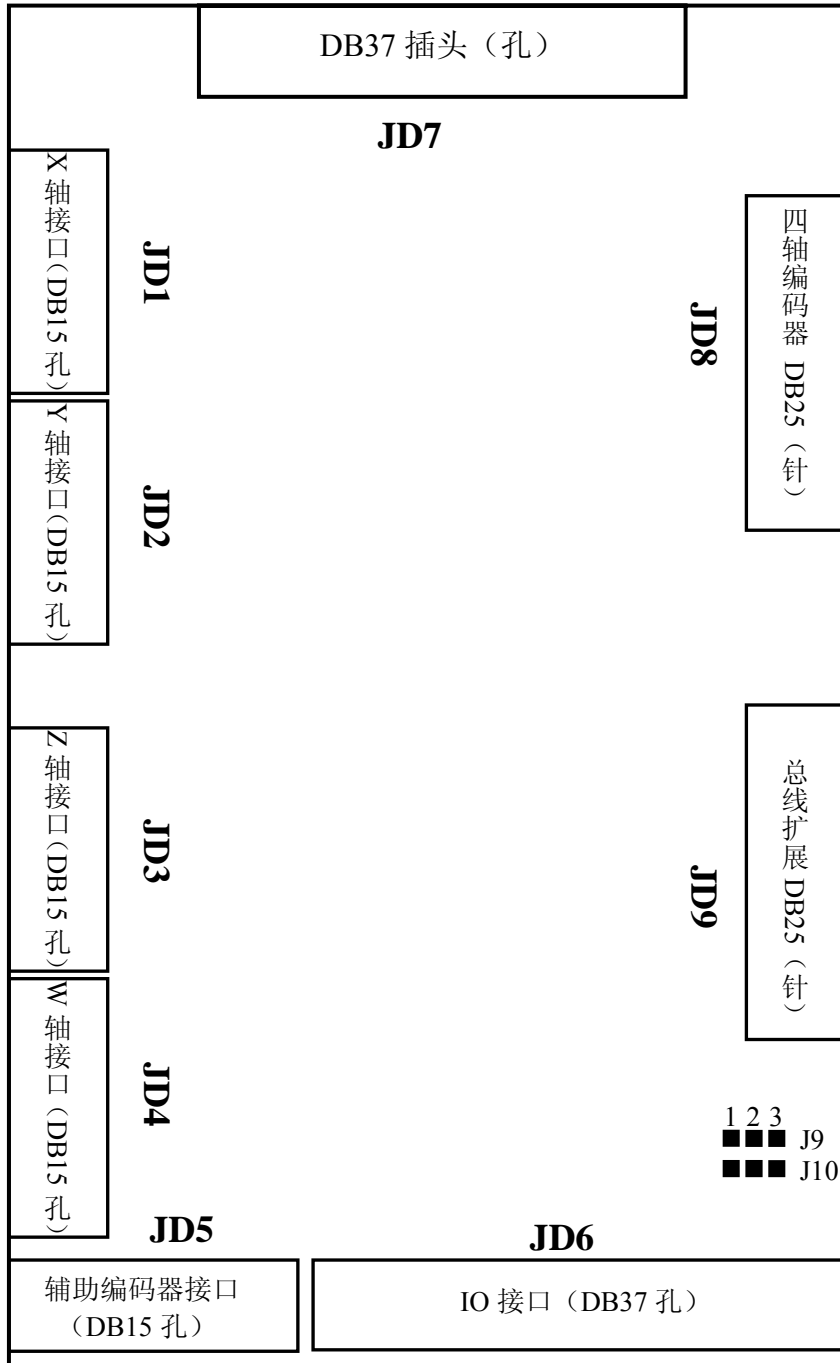 DB37 插头（孔）
JD7
X 轴接口（DB15 孔）
JD1
四轴编码器 DB25（针）
JD8
Y 轴接口（DB15 孔）
JD2
Z 轴接口（DB15 孔）
JD3
总线扩展 DB25（针）
JD9
W 轴接口（DB15 孔）
JD4
1 2 3
J9
J10
JD5
JD6
辅助编码器接口
（DB15 孔）
IO 接口（DB37 孔）